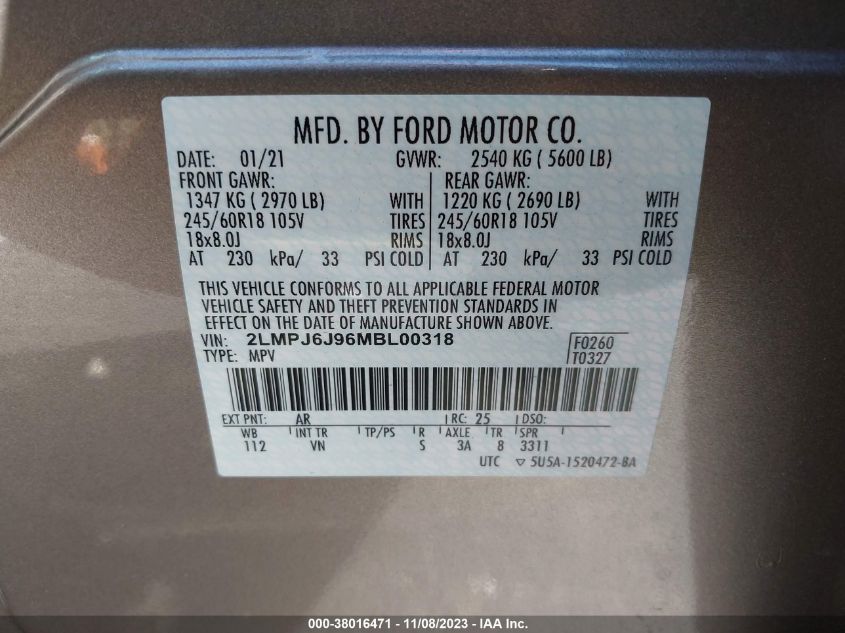 MFD. BY FORD MOTOR CO.
DATE: 01/21 GVWR: 2540 KG ( 5600 LB)
FRONT GAWR: REAR GAWR:
1347 KG ( 2970 LB) WITH 1220 KG ( 2690 LB) WITH
245/60R18 105V TIRES 245/60R18 105V TIRES
18x8.0J RIMS 18x8.0J RIMS
AT 230 kPa/ 33 PSI COLD AT 230 kPa/ 33 PSI COLD
THIS VEHICLE CONFORMS TO ALL APPLICABLE FEDERAL MOTOR
VEHICLE SAFETY AND THEFT PREVENTION STANDARDS IN
EFFECT ON THE DATE OF MANUFACTURE SHOWN ABOVE.
VIN: 2LMPJ6J96MBL00318 F0260
TYPE: MPV T0327
EXT PNT: AR RC: 25 DSO:
WB INT TR TP/PS R AXLE TR SPR
112 VN S 3A 8 3311
UTC ▽ 5U5A-1520472-BA
000-38016471 - 11/08/2023 - IAA Inc.